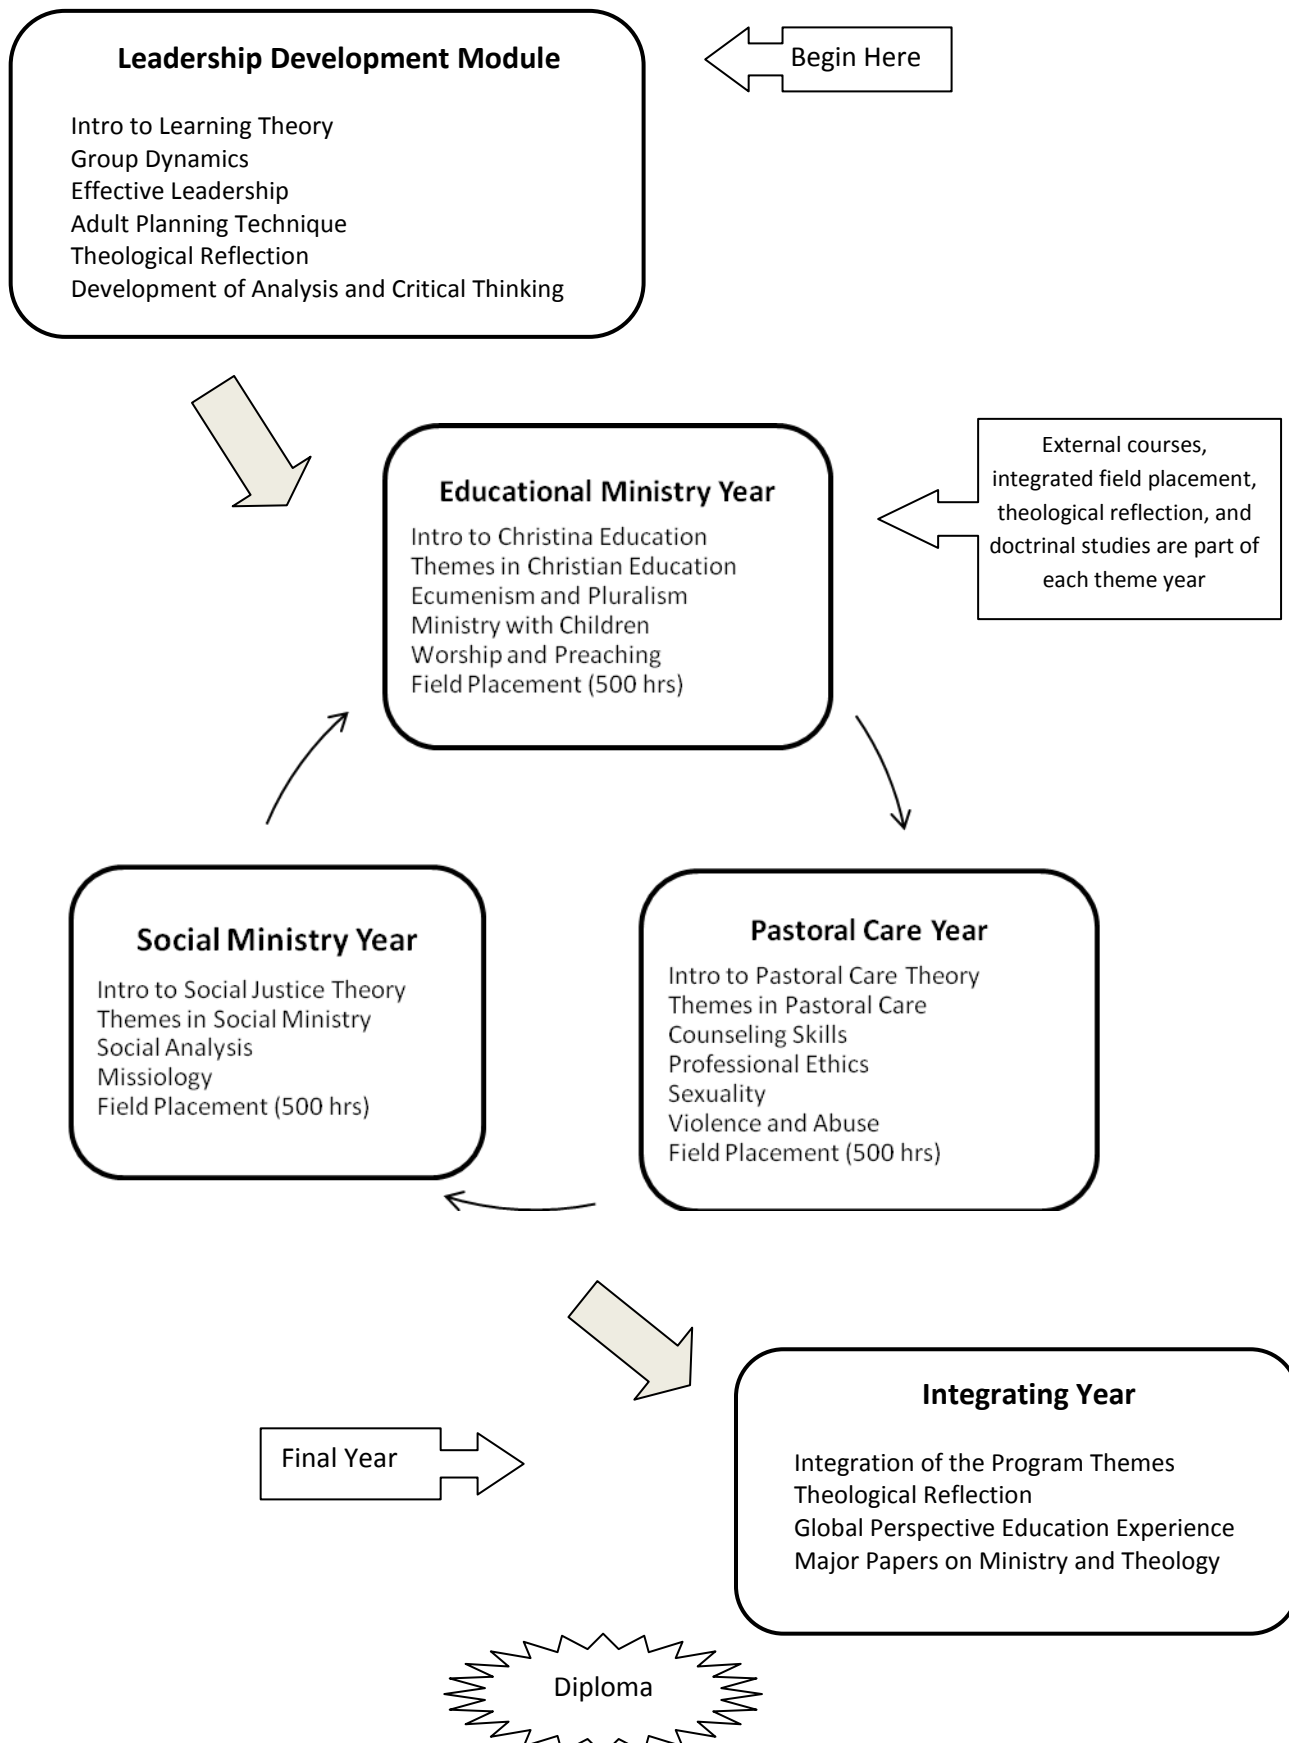 Leadership Development Module
Intro to Learning Theory
Group Dynamics
Effective Leadership
Adult Planning Technique
Theological Reflection
Development of Analysis and Critical Thinking
Begin Here
Educational Ministry Year
Intro to Christina Education
Themes in Christian Education
Ecumenism and Pluralism
Ministry with Children
Worship and Preaching
Field Placement (500 hrs)
External courses,
integrated field placement,
theological reflection, and
doctrinal studies are part of
each theme year
Social Ministry Year
Intro to Social Justice Theory
Themes in Social Ministry
Social Analysis
Missiology
Field Placement (500 hrs)
Pastoral Care Year
Intro to Pastoral Care Theory
Themes in Pastoral Care
Counseling Skills
Professional Ethics
Sexuality
Violence and Abuse
Field Placement (500 hrs)
Final Year
Integrating Year
Integration of the Program Themes
Theological Reflection
Global Perspective Education Experience
Major Papers on Ministry and Theology
Diploma